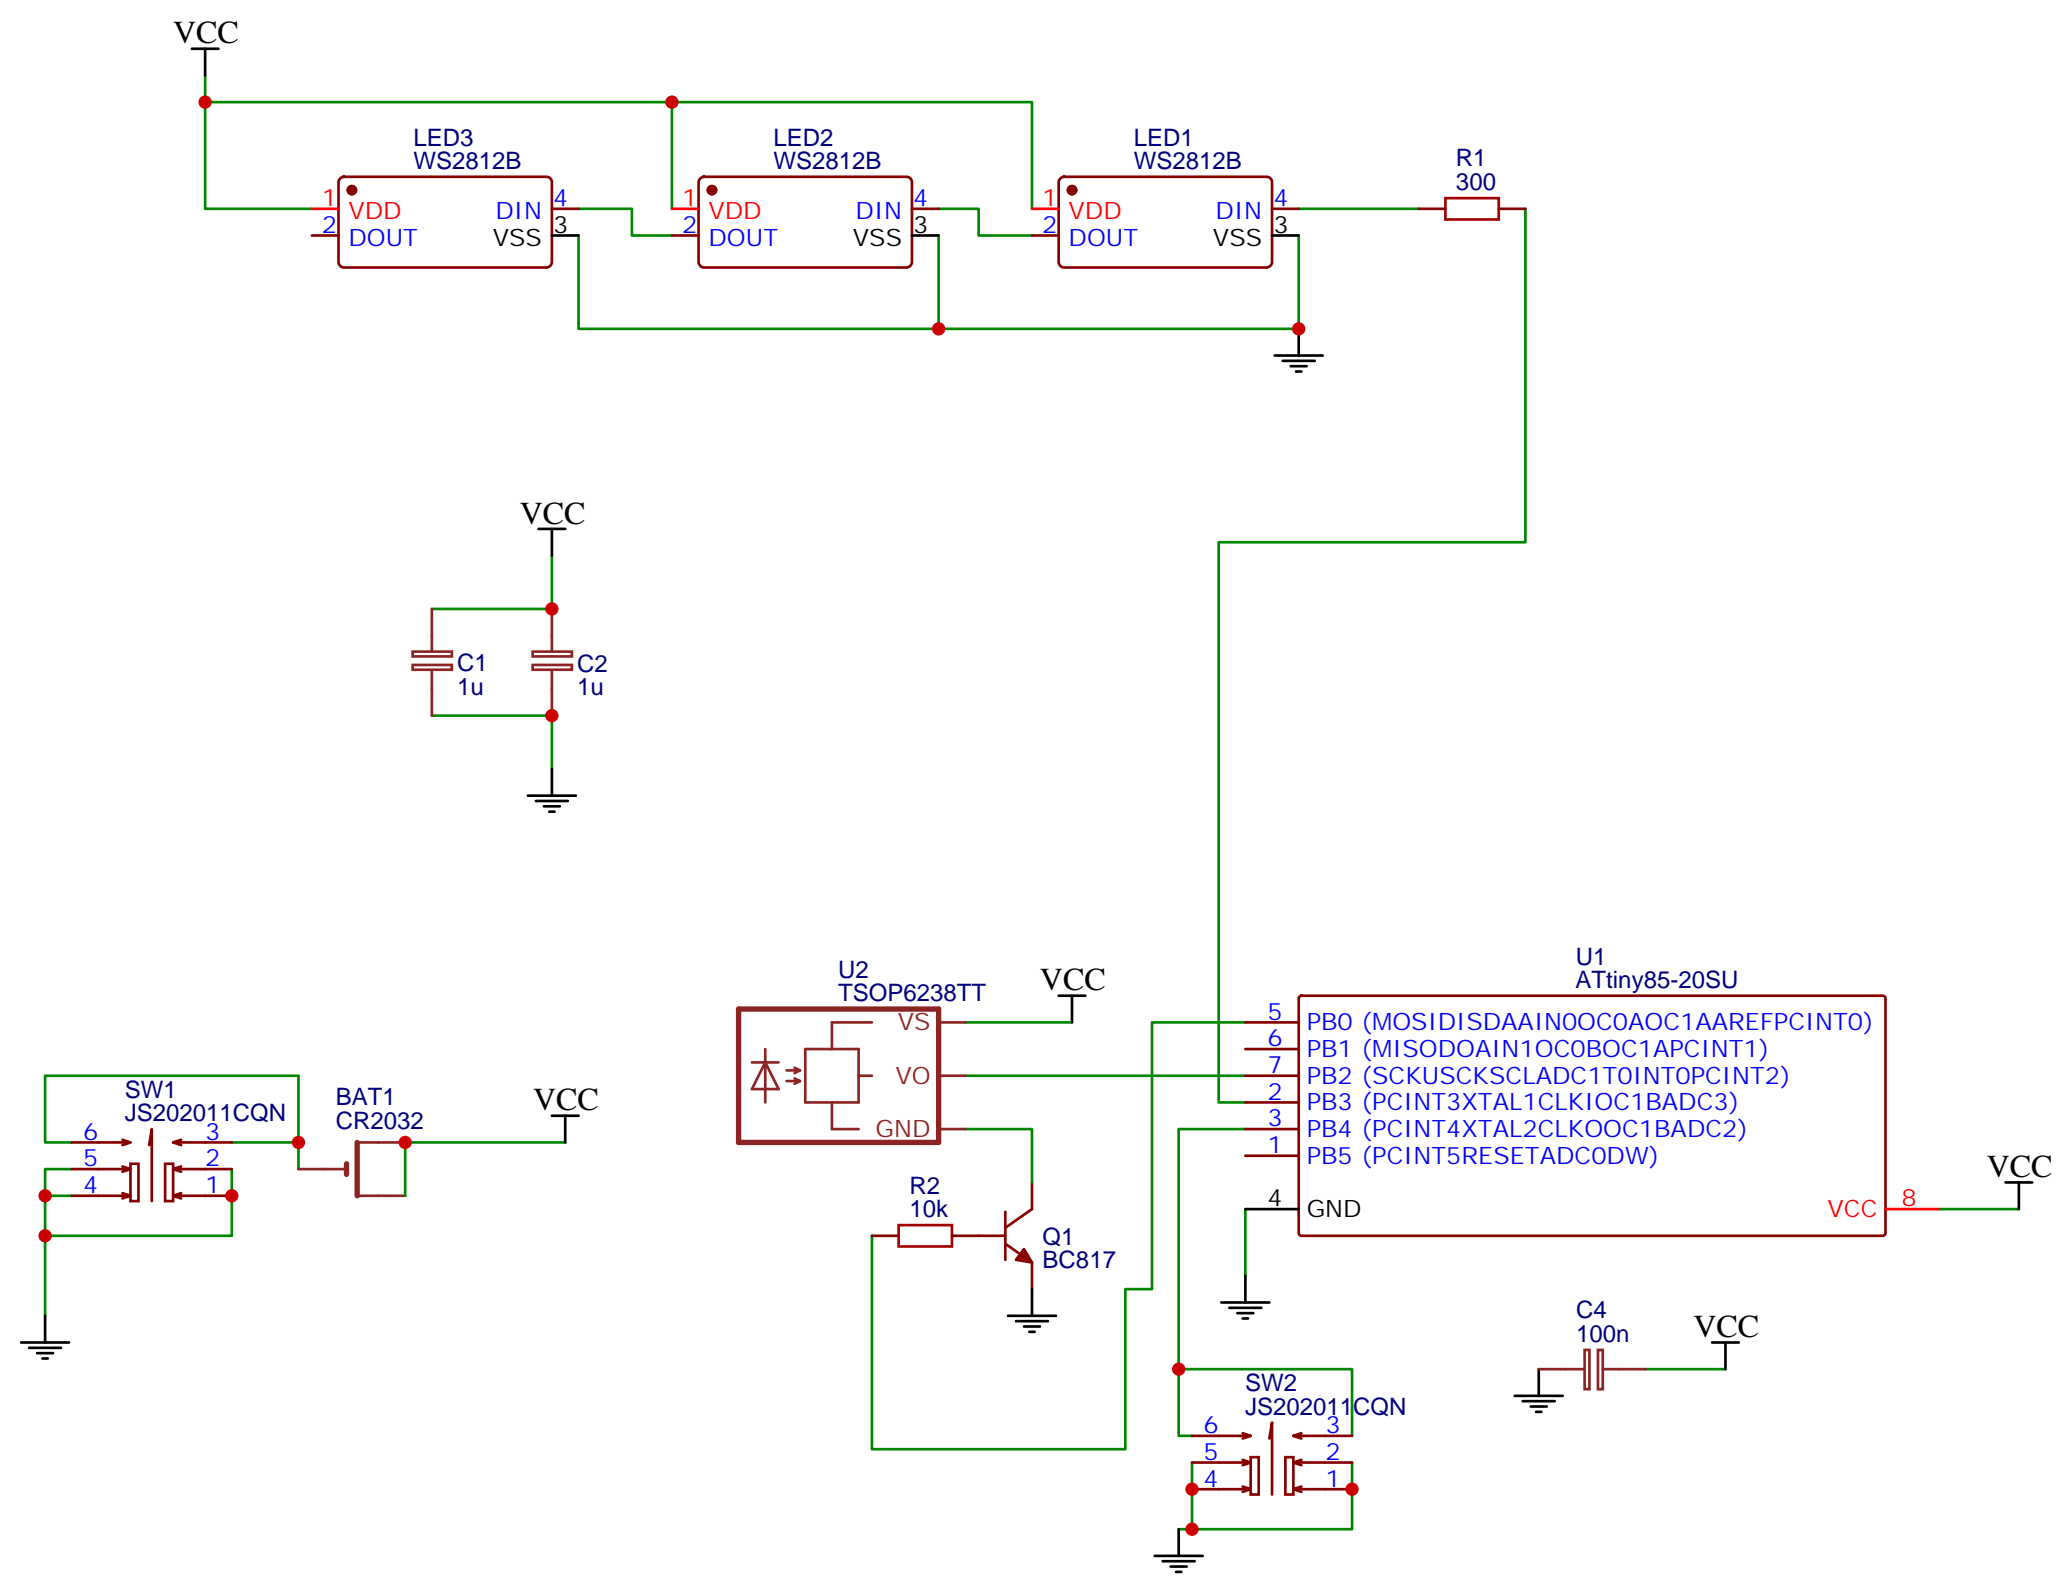 VCC
LED3
WS2812B
1
VDD
DIN
4
2
DOUT
VSS
3
LED2
WS2812B
1
VDD
DIN
4
2
DOUT
VSS
3
LED1
WS2812B
1
VDD
DIN
4
2
DOUT
VSS
3
R1
300
VCC
C1
1u
C2
1u
U2
TSOP6238TT
VS
VO
GND
VCC
U1
ATtiny85-20SU
5 PB0 (MOSIDISDAAIN0OC0AOC1AAREFPCINT0)
6 PB1 (MISODOAIN1OC0BOC1APCINT1)
7 PB2 (SCKUSCKSCLADC1T0INT0PCINT2)
2 PB3 (PCINT3XTAL1CLKIOC1BADC3)
3 PB4 (PCINT4XTAL2CLKOOC1BADC2)
1 PB5 (PCINT5RESETADC0DW)
4 GND
VCC 8
VCC
SW1
JS202011CQN
6 3
5 2
4 1
BAT1
CR2032
VCC
R2
10k
Q1
BC817
C4
100n
VCC
SW2
JS202011CQN
6 3
5 2
4 1